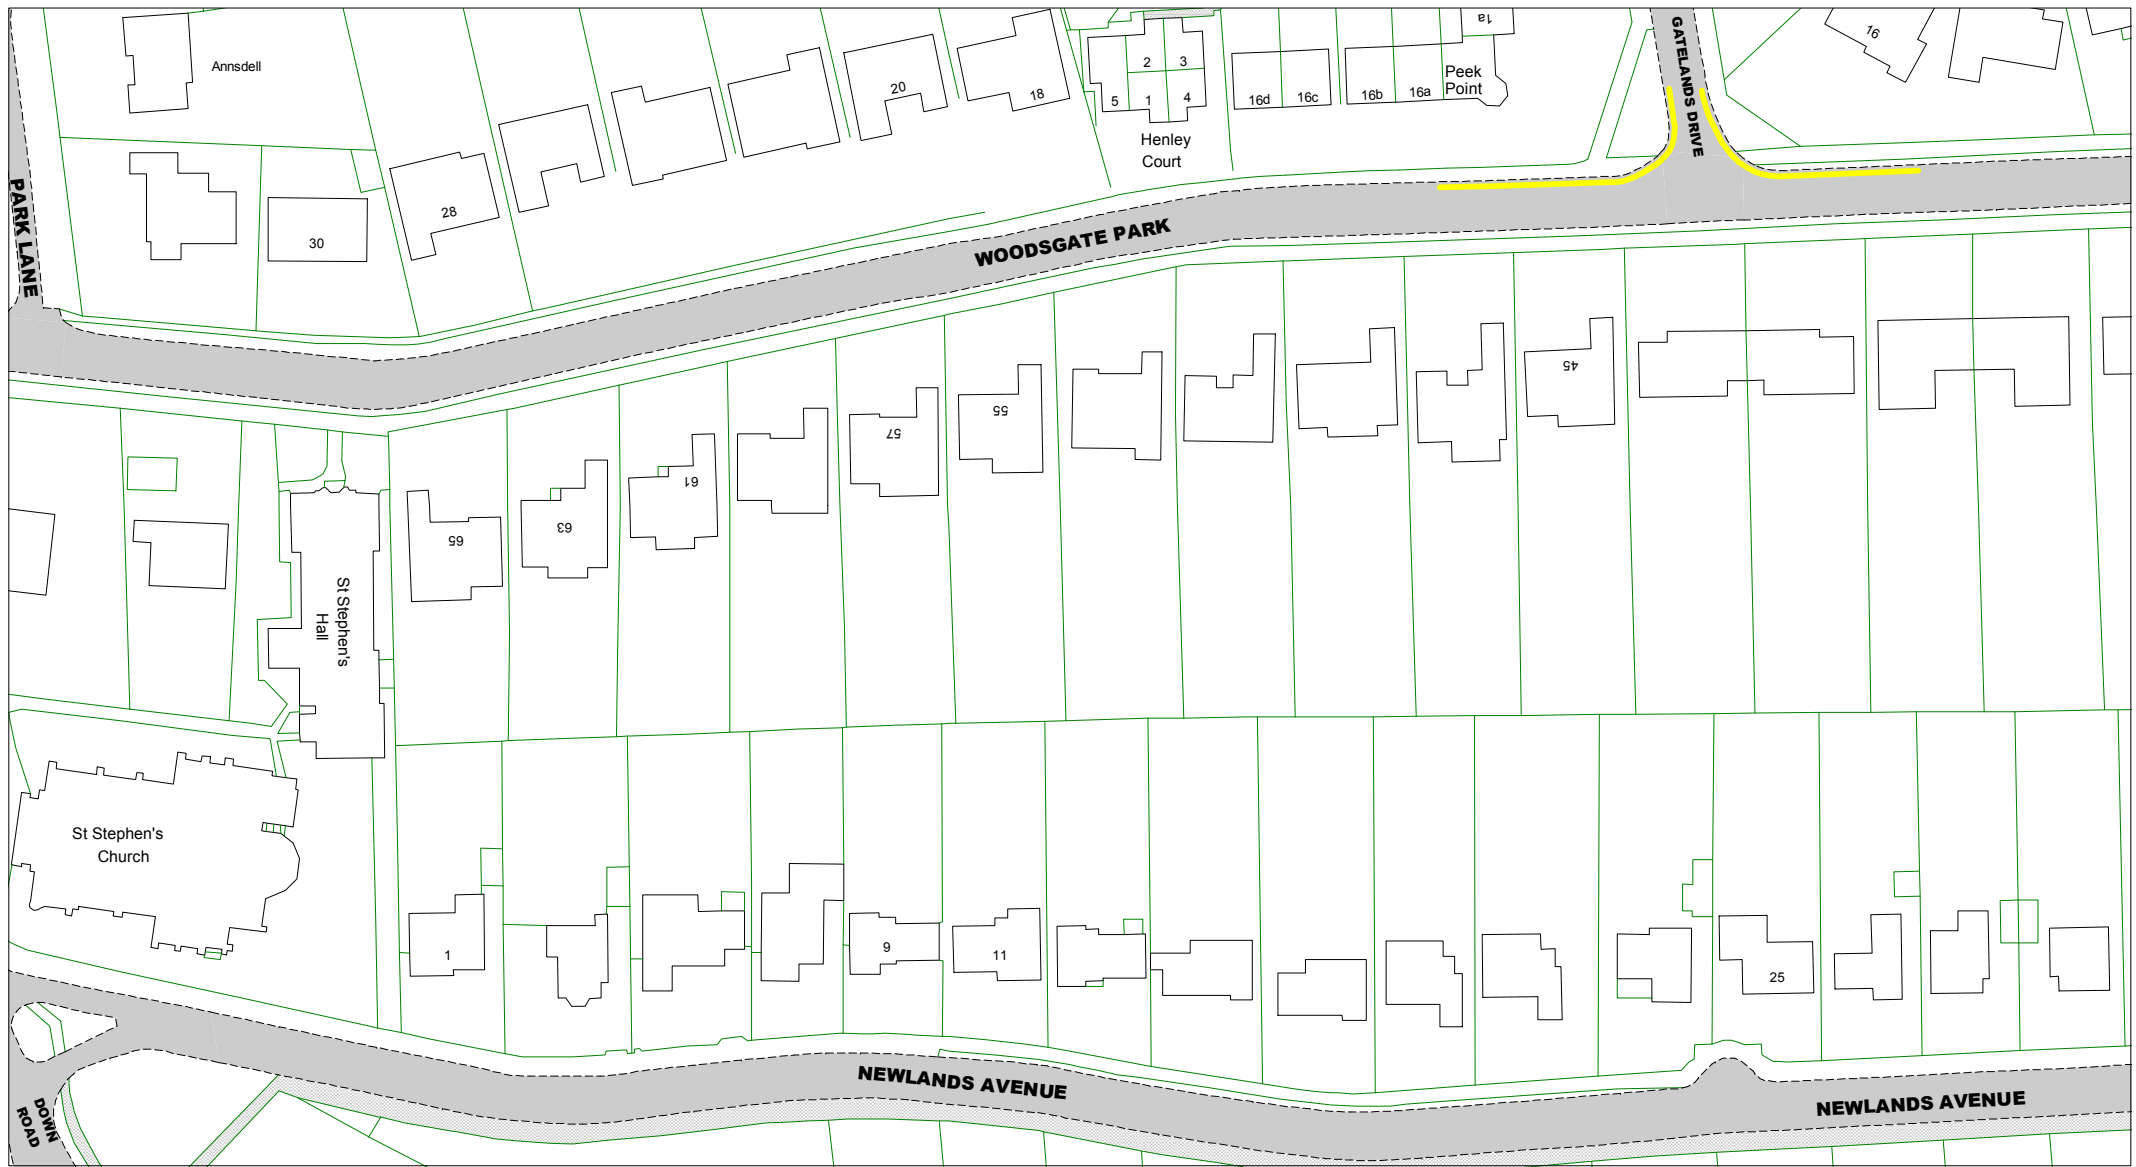 1a
GATELANDS DRIVE
16
Annsdell
2
3
20
18
5
1
4
16d
16c
16b
16a
Peek
Point
Henley
Court
PARK LANE
28
30
WOODSGATE PARK
45
55
57
61
63
65
St Stephen's
Hall
St Stephen's
Church
1
9
11
25
NEWLANDS AVENUE
NEWLANDS AVENUE
DOWN
ROAD